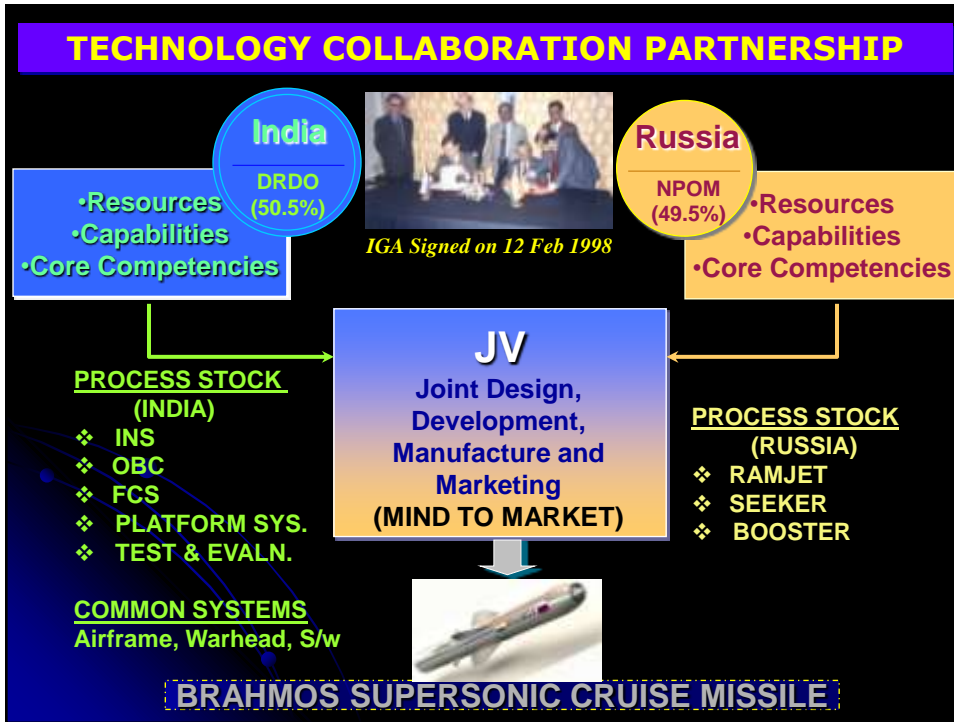 TECHNOLOGY COLLABORATION PARTNERSHIP
India
DRDO
(50.5%)
•Resources
•Capabilities
•Core Competencies
IGA Signed on 12 Feb 1998
Russia
NPOM
(49.5%)
•Resources
•Capabilities
•Core Competencies
JV
Joint Design,
Development,
Manufacture and
Marketing
(MIND TO MARKET)
PROCESS STOCK
(INDIA)
❖ INS
❖ OBC
❖ FCS
❖ PLATFORM SYS.
❖ TEST & EVALN.
COMMON SYSTEMS
Airframe, Warhead, S/w
PROCESS STOCK
(RUSSIA)
❖ RAMJET
❖ SEEKER
❖ BOOSTER
BRAHMOS SUPERSONIC CRUISE MISSILE